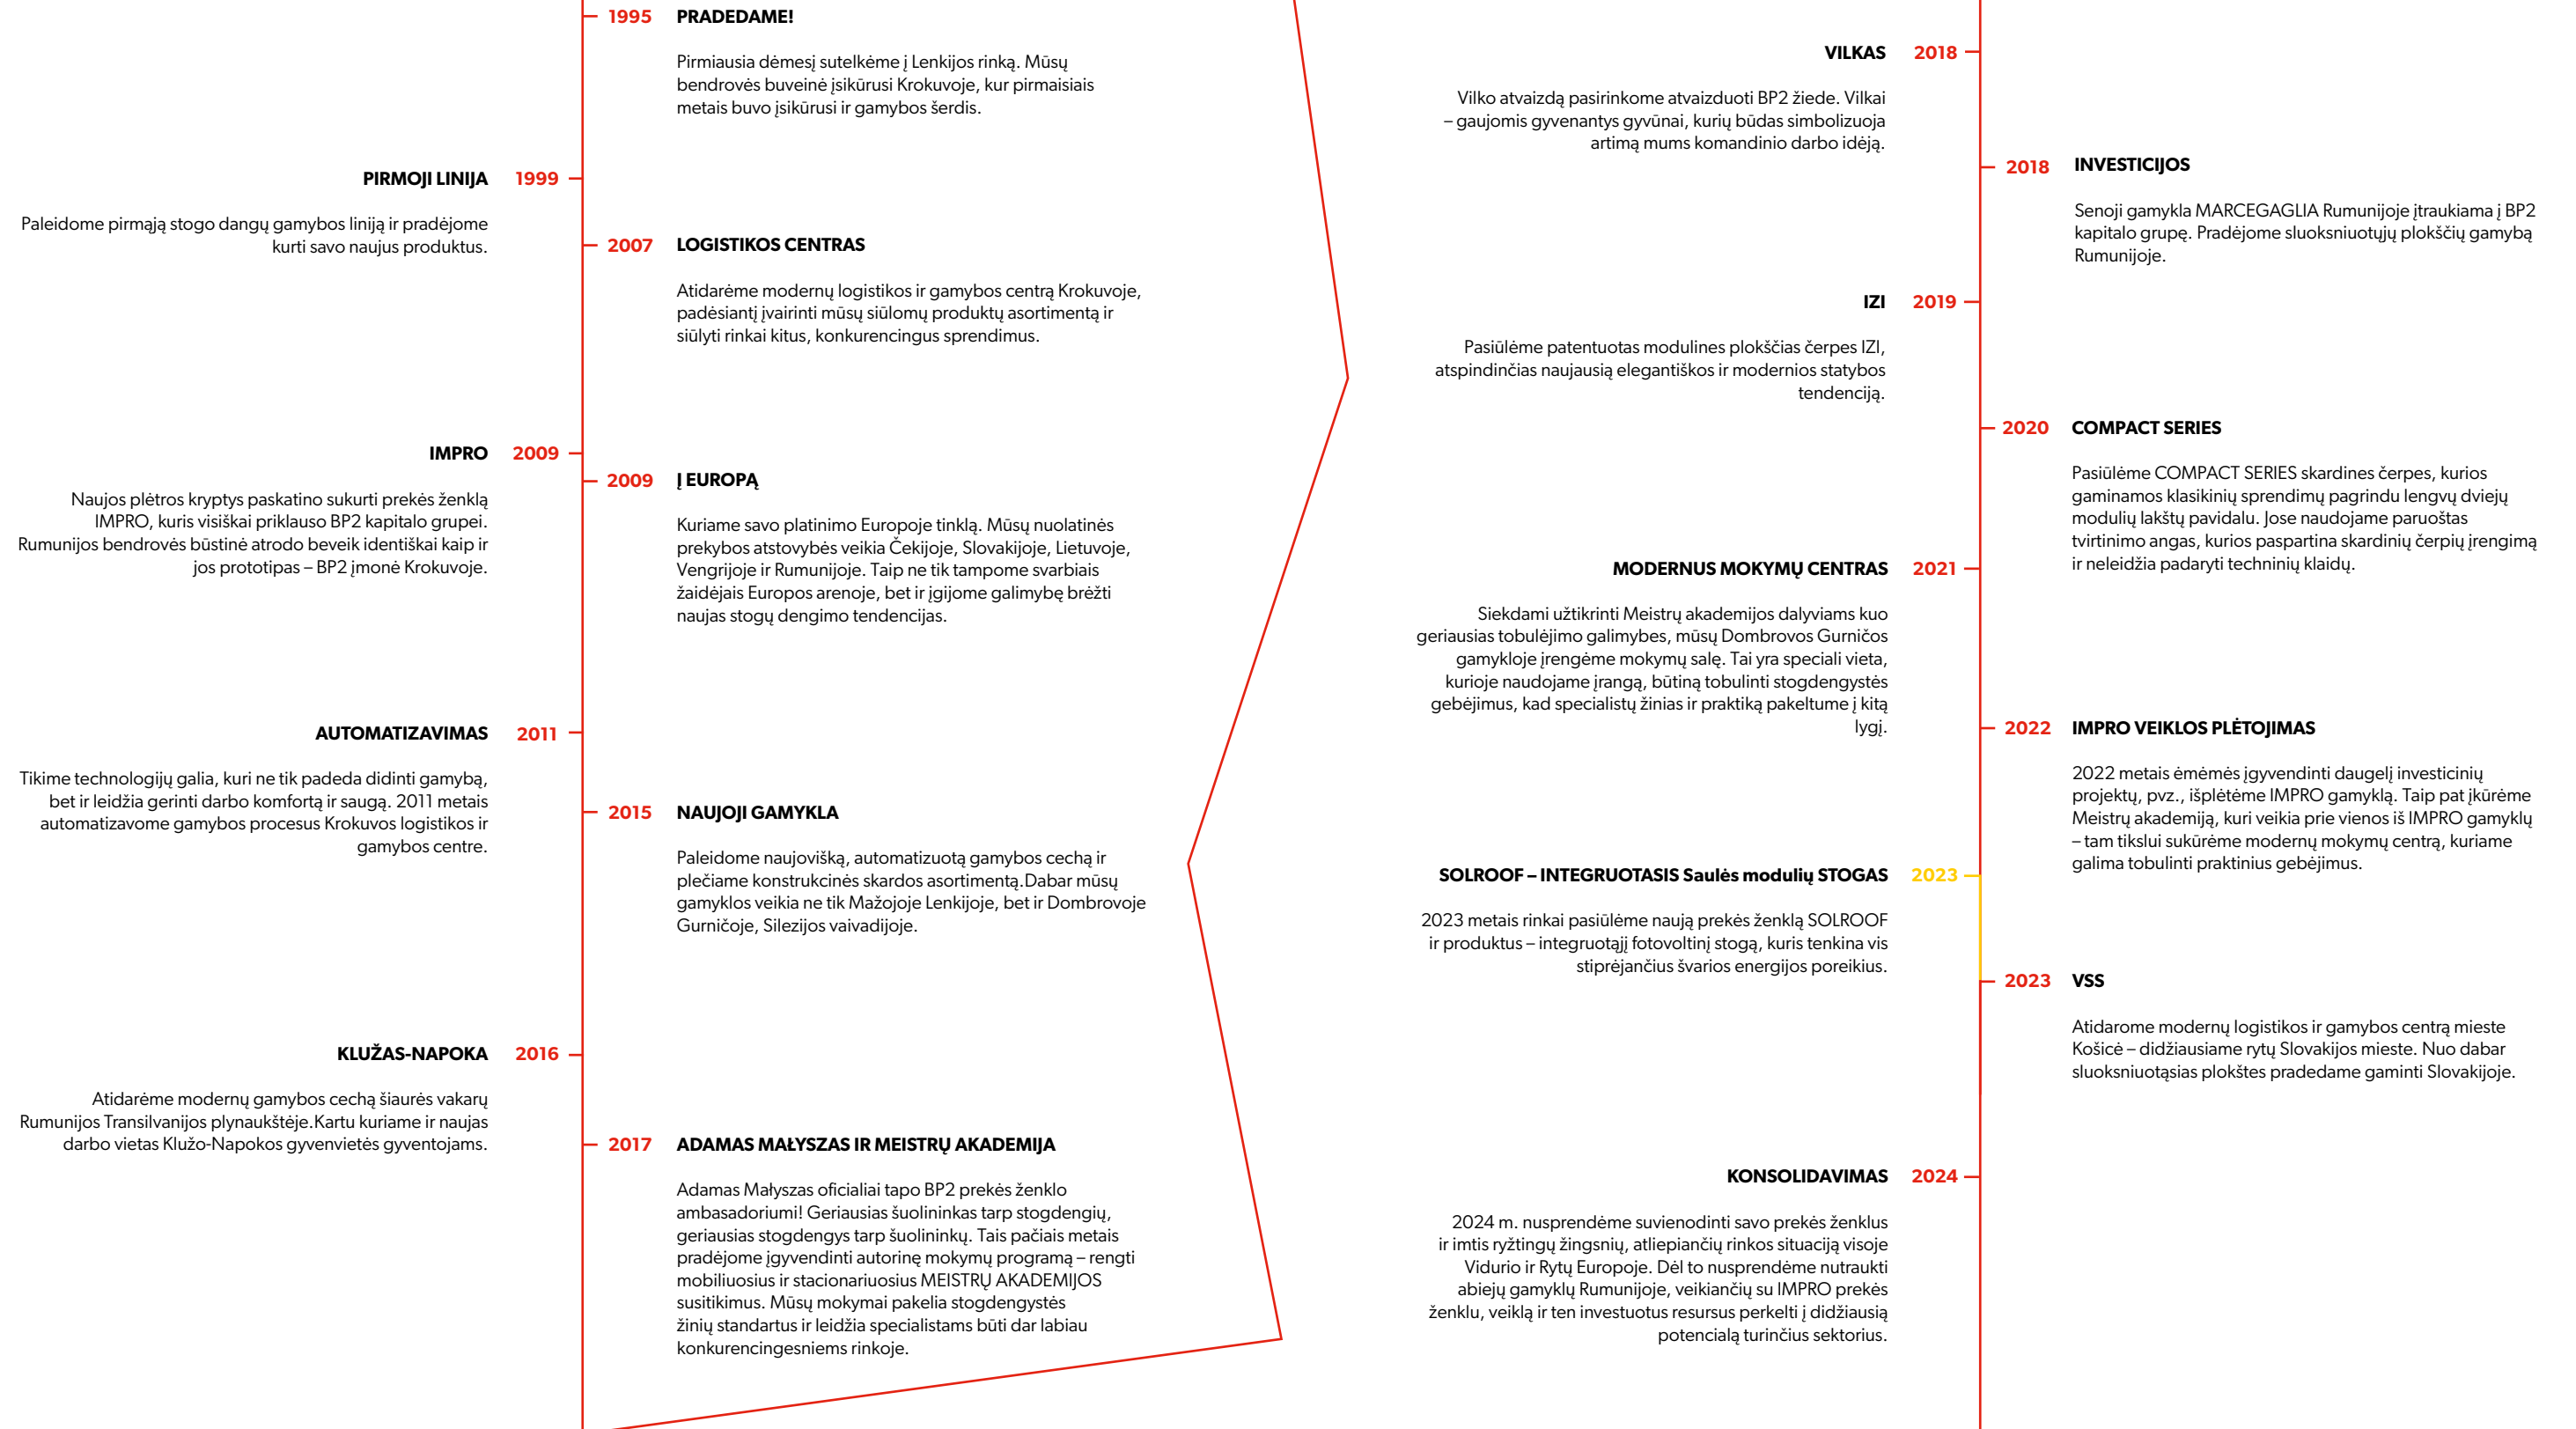 1995 PRADEDAME!
Pirmiausia dėmesį sutelkėme į Lenkijos rinką. Mūsų
bendrovės buveinė įsikūrusi Krokuvoje, kur pirmaisiais
metais buvo įsikūrusi ir gamybos šerdis.
PIRMOJI LINIJA 1999
Paleidome pirmąją stogo dangų gamybos liniją ir pradėjome
kurti savo naujus produktus.
2007 LOGISTIKOS CENTRAS
Atidarėme modernų logistikos ir gamybos centrą Krokuvoje,
padėsiantį įvairinti mūsų siūlomų produktų asortimentą ir
siūlyti rinkai kitus, konkurencingus sprendimus.
IMPRO 2009
Naujos plėtros kryptys paskatino sukurti prekės ženklą
IMPRO, kuris visiškai priklauso BP2 kapitalo grupei.
Rumunijos bendrovės būstinė atrodo beveik identiškai kaip ir
jos prototipas – BP2 įmonė Krokuvoje.
2009 Į EUROPĄ
Kuriame savo platinimo Europoje tinklą. Mūsų nuolatinės
prekybos atstovybės veikia Čekijoje, Slovakijoje, Lietuvoje,
Vengrijoje ir Rumunijoje. Taip ne tik tampome svarbiais
žaidėjais Europos arenoje, bet ir įgijome galimybę brėžti
naujas stogų dengimo tendencijas.
AUTOMATIZAVIMAS 2011
Tikime technologijų galia, kuri ne tik padeda didinti gamybą,
bet ir leidžia gerinti darbo komfortą ir saugą. 2011 metais
automatizavome gamybos procesus Krokuvos logistikos ir
gamybos centre.
2015 NAUJOJI GAMYKLA
Paleidome naujovišką, automatizuotą gamybos cechą ir
plečiame konstrukcinės skardos asortimentą.Dabar mūsų
gamyklos veikia ne tik Mažojoje Lenkijoje, bet ir Dombrovoje
Gurničoje, Silezijos vaivadijoje.
KLUŽAS-NAPOKA 2016
Atidarėme modernų gamybos cechą šiaurės vakarų
Rumunijos Transilvanijos plynaukštėje.Kartu kuriame ir naujas
darbo vietas Klužo-Napokos gyvenvietės gyventojams.
2017 ADAMAS MAŁYSZAS IR MEISTRŲ AKADEMIJA
Adamas Małyszas oficialiai tapo BP2 prekės ženklo
ambasadoriumi! Geriausias šuolininkas tarp stogdengių,
geriausias stogdengys tarp šuolininkų. Tais pačiais metais
pradėjome įgyvendinti autorinę mokymų programą – rengti
mobiliuosius ir stacionariuosius MEISTRŲ AKADEMIJOS
susitikimus. Mūsų mokymai pakelia stogdengystės
žinių standartus ir leidžia specialistams būti dar labiau
konkurencingesniems rinkoje.
VILKAS 2018
Vilko atvaizdą pasirinkome atvaizduoti BP2 žiede. Vilkai
– gaujomis gyvenantys gyvūnai, kurių būdas simbolizuoja
artimą mums komandinio darbo idėją.
2018 INVESTICIJOS
Senoji gamykla MARCEGAGLIA Rumunijoje įtraukiama į BP2
kapitalo grupę. Pradėjome sluoksniuotųjų plokščių gamybą
Rumunijoje.
IZI 2019
Pasiūlėme patentuotas modulines plokščias čerpes IZI,
atspindinčias naujausią elegantiškos ir modernios statybos
tendenciją.
2020 COMPACT SERIES
Pasiūlėme COMPACT SERIES skardines čerpes, kurios
gaminamos klasikinių sprendimų pagrindu lengvų dviejų
modulių lakštų pavidalu. Jose naudojame paruoštas
tvirtinimo angas, kurios paspartina skardinių čerpių įrengimą
ir neleidžia padaryti techninių klaidų.
MODERNUS MOKYMŲ CENTRAS 2021
Siekdami užtikrinti Meistrų akademijos dalyviams kuo
geriausias tobulėjimo galimybes, mūsų Dombrovos Gurničos
gamykloje įrengėme mokymų salę. Tai yra speciali vieta,
kurioje naudojame įrangą, būtiną tobulinti stogdengystės
gebėjimus, kad specialistų žinias ir praktiką pakeltume į kitą
lygį.
2022 IMPRO VEIKLOS PLĖTOJIMAS
2022 metais ėmėmės įgyvendinti daugelį investicinių
projektų, pvz., išplėtėme IMPRO gamyklą. Taip pat įkūrėme
Meistrų akademiją, kuri veikia prie vienos iš IMPRO gamyklų
– tam tikslui sukūrėme modernų mokymų centrą, kuriame
galima tobulinti praktinius gebėjimus.
SOLROOF – INTEGRUOTASIS Saulės modulių STOGAS 2023
2023 metais rinkai pasiūlėme naują prekės ženklą SOLROOF
ir produktus – integruotąjį fotovoltinį stogą, kuris tenkina vis
stiprėjančius švarios energijos poreikius.
2023 VSS
Atidarome modernų logistikos ir gamybos centrą mieste
Košicė – didžiausiame rytų Slovakijos mieste. Nuo dabar
sluoksniuotąsias plokštes pradedame gaminti Slovakijoje.
KONSOLIDAVIMAS 2024
2024 m. nusprendėme suvienodinti savo prekės ženklus
ir imtis ryžtingų žingsnių, atliepiančių rinkos situaciją visoje
Vidurio ir Rytų Europoje. Dėl to nusprendėme nutraukti
abiejų gamyklų Rumunijoje, veikiančių su IMPRO prekės
ženklu, veiklą ir ten investuotus resursus perkelti į didžiausią
potencialą turinčius sektorius.